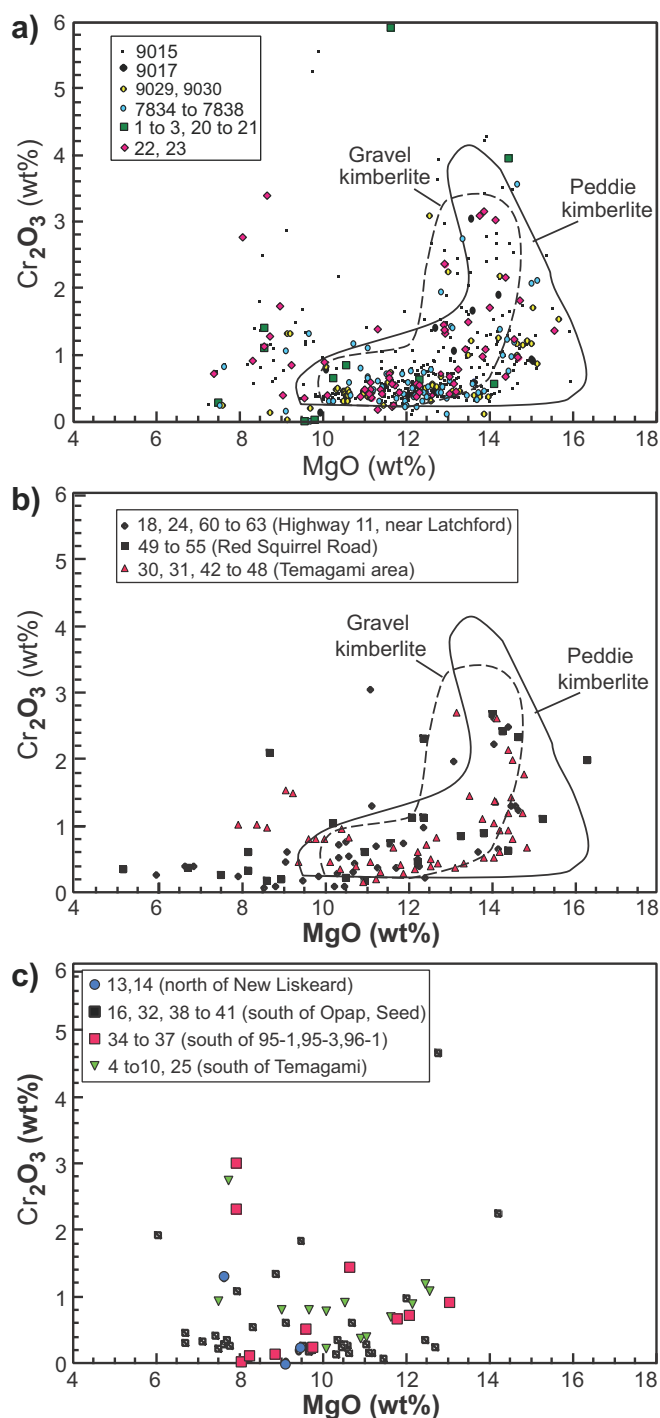 a)
6
5
4
3
2
1
0
Cr2O3 (wt%)
9015
9017
9029, 9030
7834 to 7838
1 to 3, 20 to 21
22, 23
Gravel
kimberlite
Peddie
kimberlite
4 6 8 10 12 14 16 18
MgO (wt%)
b)
6
5
4
3
2
1
0
Cr2O3 (wt%)
18, 24, 60 to 63 (Highway 11, near Latchford)
49 to 55 (Red Squirrel Road)
30, 31, 42 to 48 (Temagami area)
Gravel
kimberlite
Peddie
kimberlite
4 6 8 10 12 14 16 18
MgO (wt%)
c)
6
5
4
3
2
1
0
Cr2O3 (wt%)
13,14 (north of New Liskeard)
16, 32, 38 to 41 (south of Opap, Seed)
34 to 37 (south of 95-1,95-3,96-1)
4 to10, 25 (south of Temagami)
4 6 8 10 12 14 16 18
MgO (wt%)